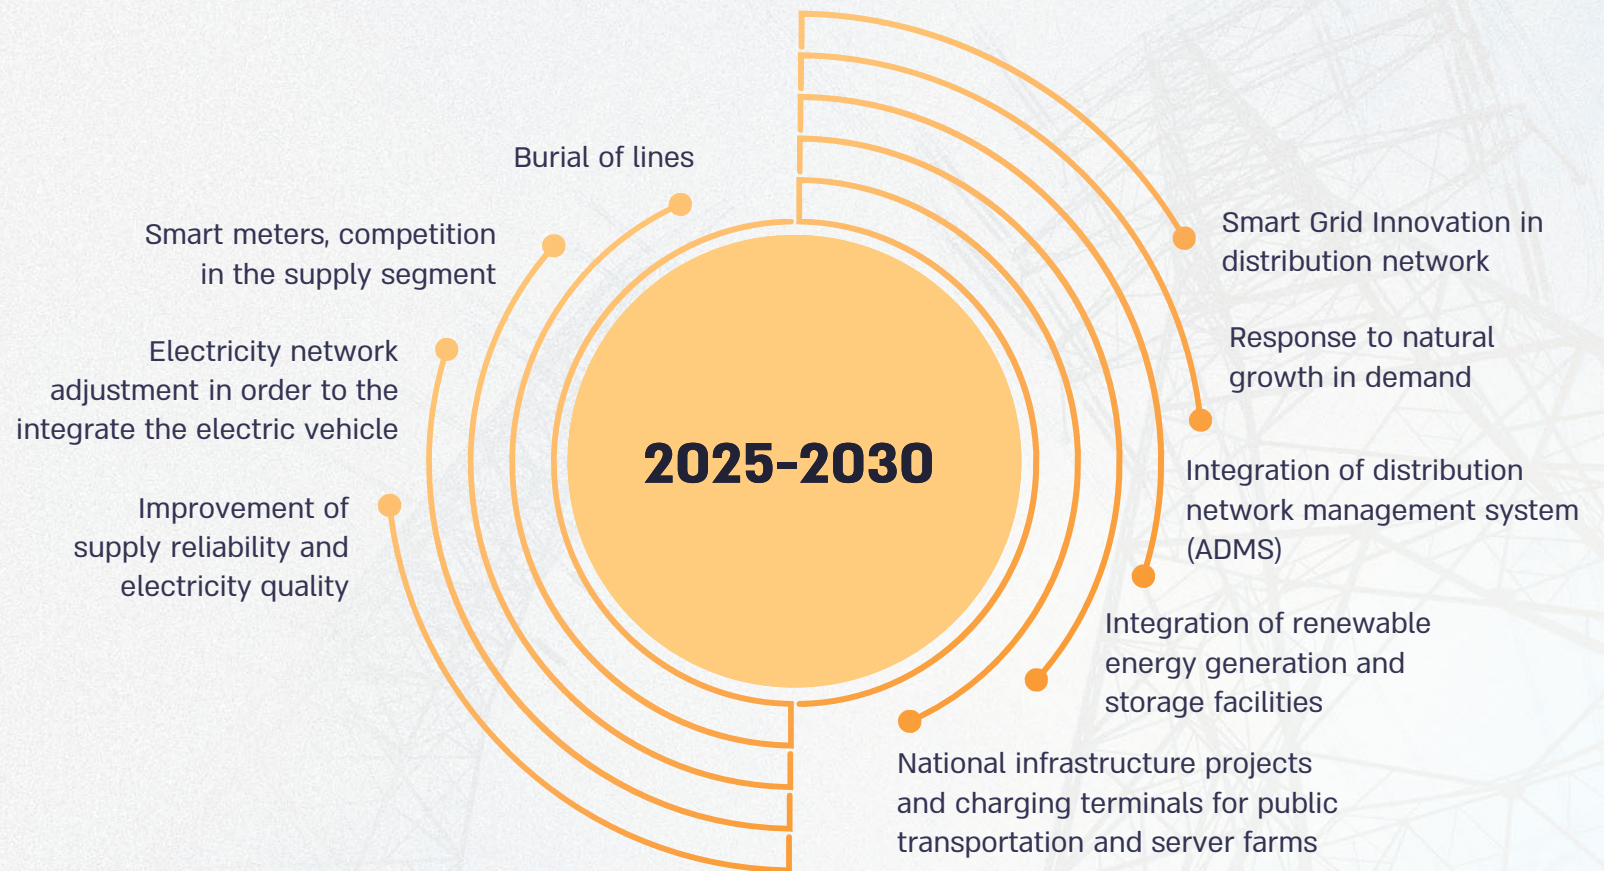 Burial of lines
Smart meters, competition
in the supply segment
Electricity network
adjustment in order to the
integrate the electric vehicle
Improvement of
supply reliability and
electricity quality
2025-2030
Smart Grid Innovation in
distribution network
Response to natural
growth in demand
Integration of distribution
network management system
(ADMS)
Integration of renewable
energy generation and
storage facilities
National infrastructure projects
and charging terminals for public
transportation and server farms